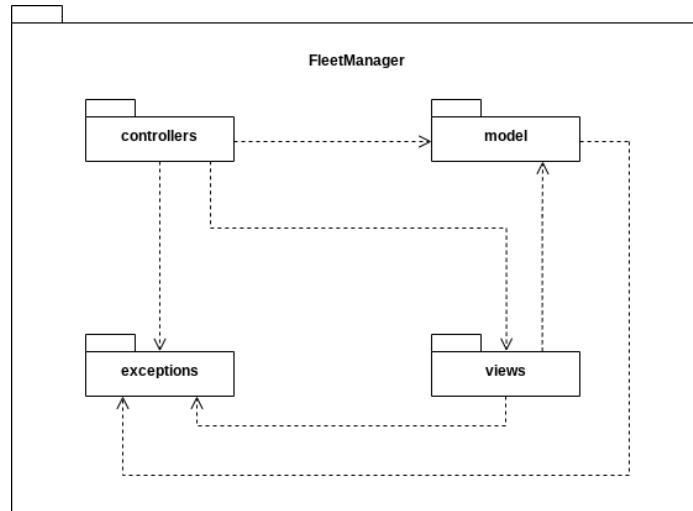 FleetManager
controllers
model
exceptions
views